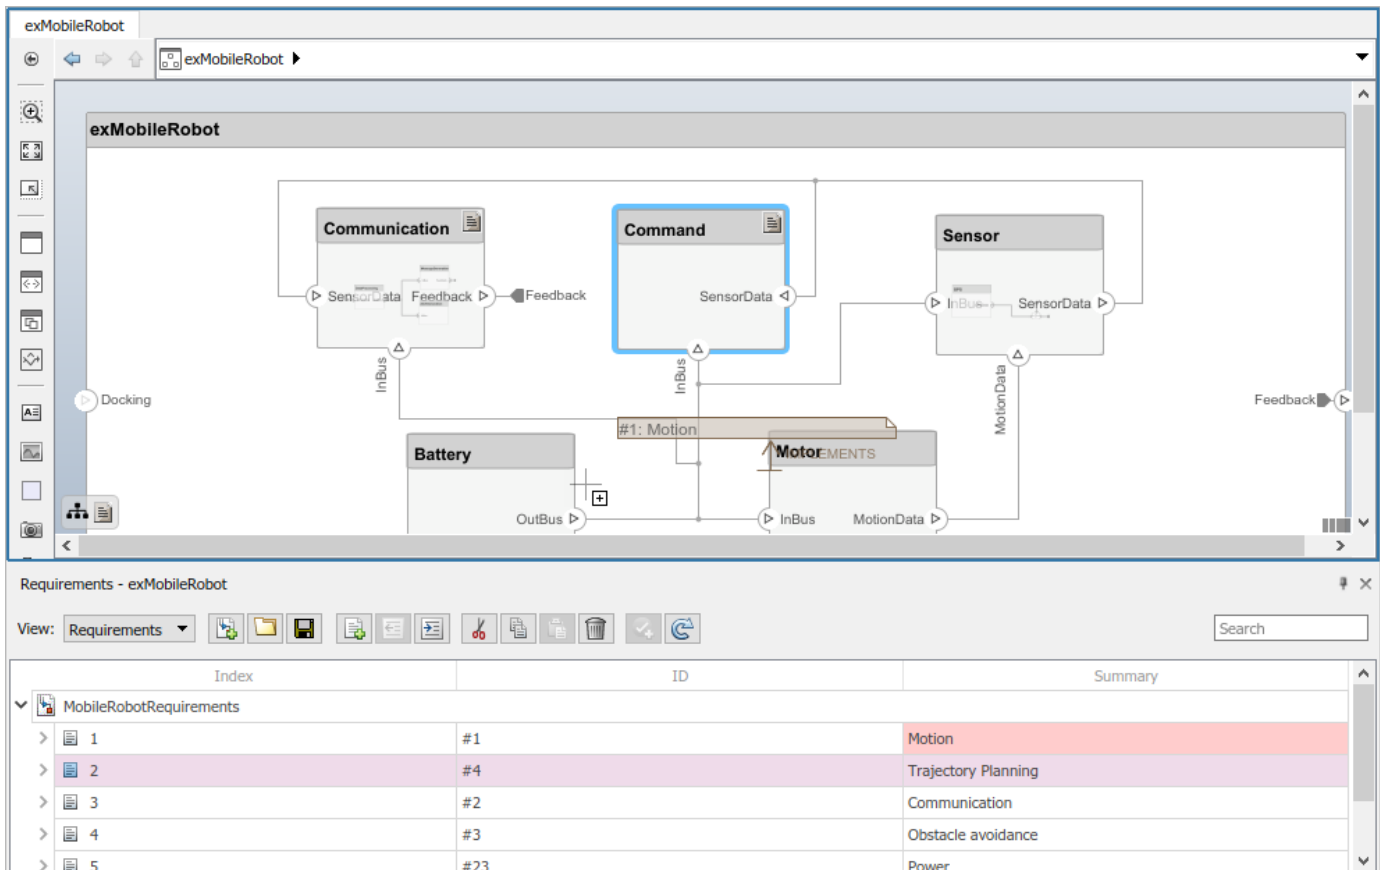 exMobileRobot
exMobileRobot
exMobileRobot
Communication
Command
Sensor
SensorData
Feedback
Feedback
SensorData
InBus
SensorData
InBus
InBus
MotionData
Docking
Feedback
#1: Motion
Battery
Motor
EMENTS
OutBus
InBus
MotionData
Requirements - exMobileRobot
View: Requirements
Search
Index ID Summary
MobileRobotRequirements
1 #1 Motion
2 #4 Trajectory Planning
3 #2 Communication
4 #3 Obstacle avoidance
5 #23 Power